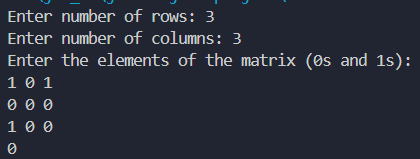 Enter number of rows: 3
Enter number of columns: 3
Enter the elements of the matrix (0s and 1s):
1 0 1
0 0 0
1 0 0
0